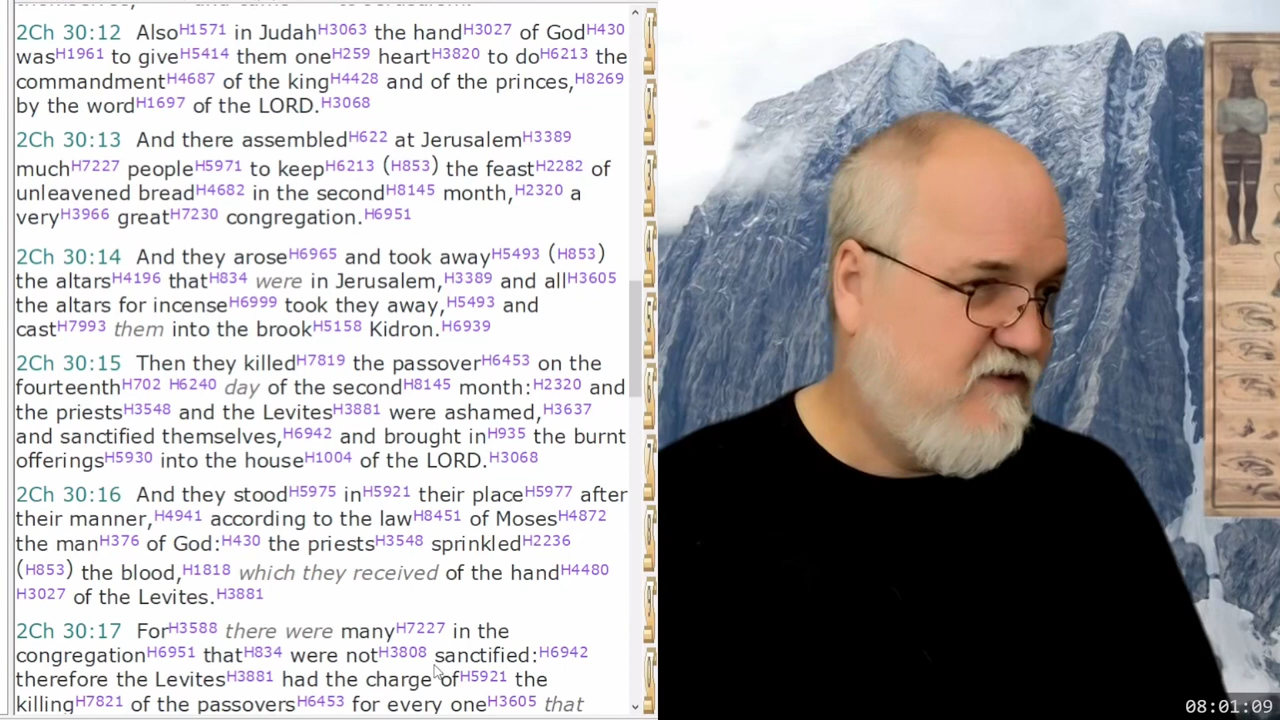 2Ch 30:12 AlsoH1571 in JudahH3063 the handH3027 of GodH430
wasH1961 to giveH5414 them oneH259 heartH3820 to doH6213 the
commandmentH4687 of the kingH4428 and of the princes,H8269
by the wordH1697 of the LORD.H3068
2Ch 30:13 And there assembledH622 at JerusalemH3389
muchH7227 peopleH5971 to keepH6213 (H853) the feastH2282 of
unleavened breadH4682 in the secondH8145 month,H2320 a
veryH3966 greatH7230 congregation.H6951
2Ch 30:14 And they aroseH6965 and took awayH5493 (H853)
the altarsH4196 thatH834 were in Jerusalem,H3389 and allH3605
the altars for incenseH6999 took they away,H5493 and
castH7993 them into the brookH5158 Kidron.H6939
2Ch 30:15 Then they killedH7819 the passoverH6453 on the
fourteenthH702 H6240 day of the secondH8145 month:H2320 and
the priestsH3548 and the LevitesH3881 were ashamed,H3637
and sanctified themselves,H6942 and brought inH935 the burnt
offeringsH5930 into the houseH1004 of the LORD.H3068
2Ch 30:16 And they stoodH5975 inH5921 their placeH5977 after
their manner,H4941 according to the lawH8451 of MosesH4872
the manH376 of God:H430 the priestsH3548 sprinkledH2236
(H853) the blood,H1818 which they received of the handH4480
H3027 of the Levites.H3881
2Ch 30:17 ForH3588 there were manyH7227 in the
congregationH6951 thatH834 were notH3808 sanctified:H6942
therefore the LevitesH3881 had the charge ofH5921 the
killingH7821 of the passoversH6453 for every oneH3605 that
08:01:09